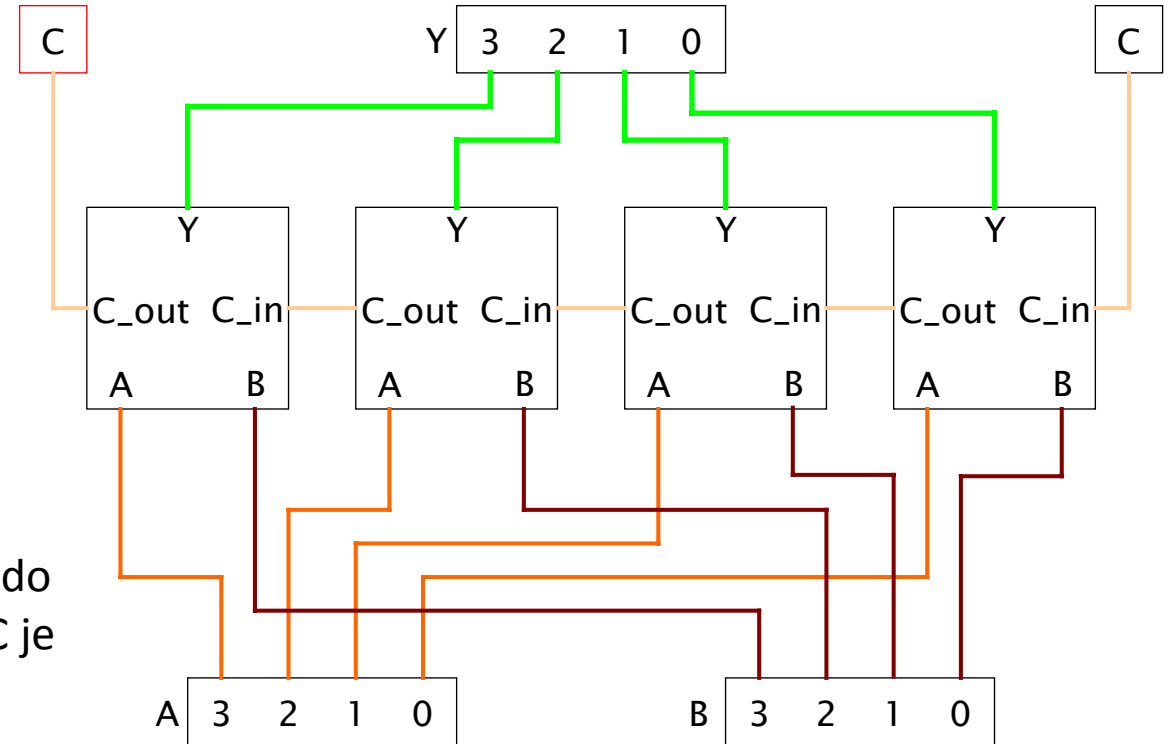 C Y 3 2 1 0 C
Y Y Y Y
C_out C_in C_out C_in C_out C_in C_out C_in
A B A B A B A B
do
C je
A 3 2 1 0 B 3 2 1 0